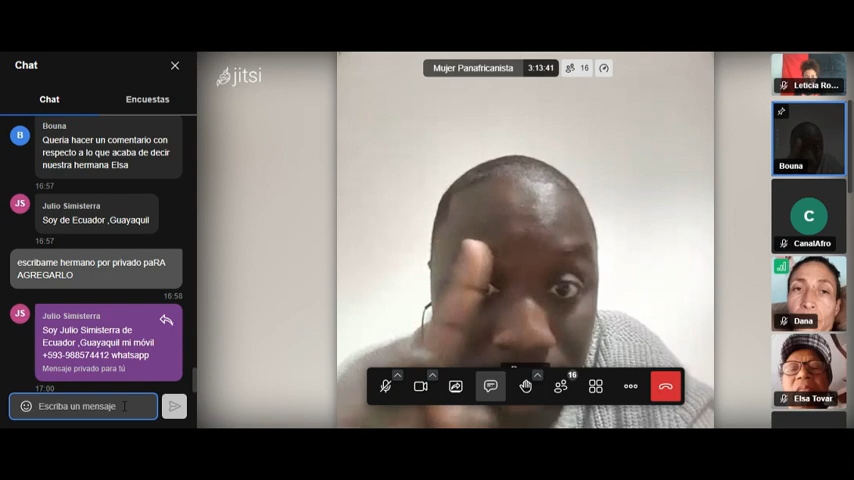 Chat
Chat
Encuestas
B
Bouna
Queria hacer un comentario con
respecto a lo que acaba de decir
nuestra hermana Elsa
16:57
JS
Julio Simisterra
Soy de Ecuador ,Guayaquil
16:57
escribame hermano por privado paRA
AGREGARLO
16:58
JS
Julio Simisterra
Soy Julio Simisterra de
Ecuador ,Guayaquil mi móvil
+593-988574412 whatsapp
Mensaje privado para tú
17:00
Escriba un mensaje
jitsi
Mujer Panafricanista
3:13:41
16
16
Leticia Ro...
Bouna
C
CanalAfro
Dana
Elsa Tovar